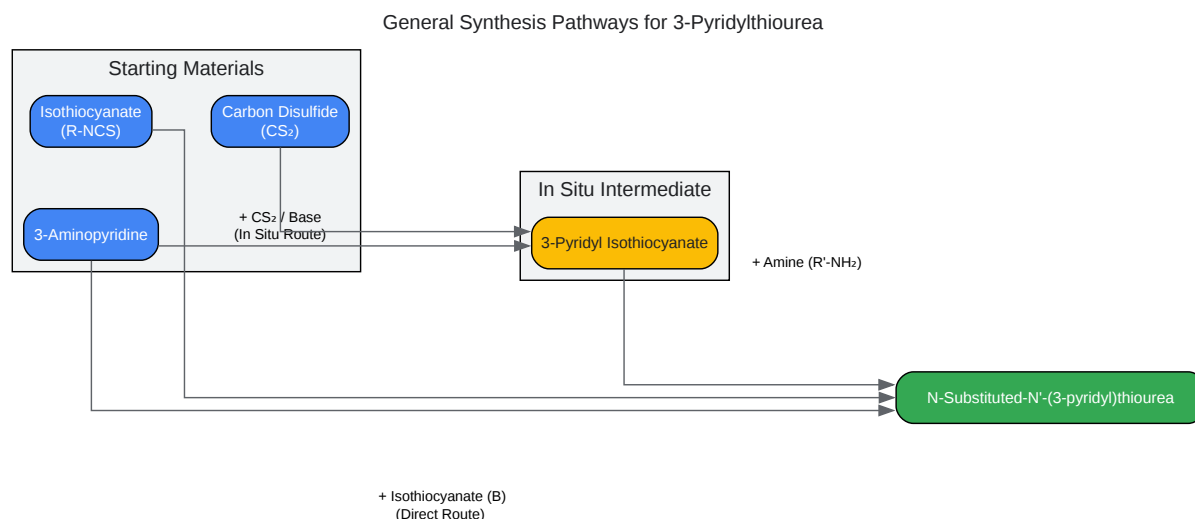 General Synthesis Pathways for 3-Pyridylthiourea
Starting Materials
Isothiocyanate
(R-NCS)
Carbon Disulfide
(CS₂)
3-Aminopyridine
+ CS₂ / Base
(In Situ Route)
In Situ Intermediate
3-Pyridyl Isothiocyanate
+ Amine (R'-NH₂)
N-Substituted-N'-(3-pyridyl)thiourea
+ Isothiocyanate (B)
(Direct Route)